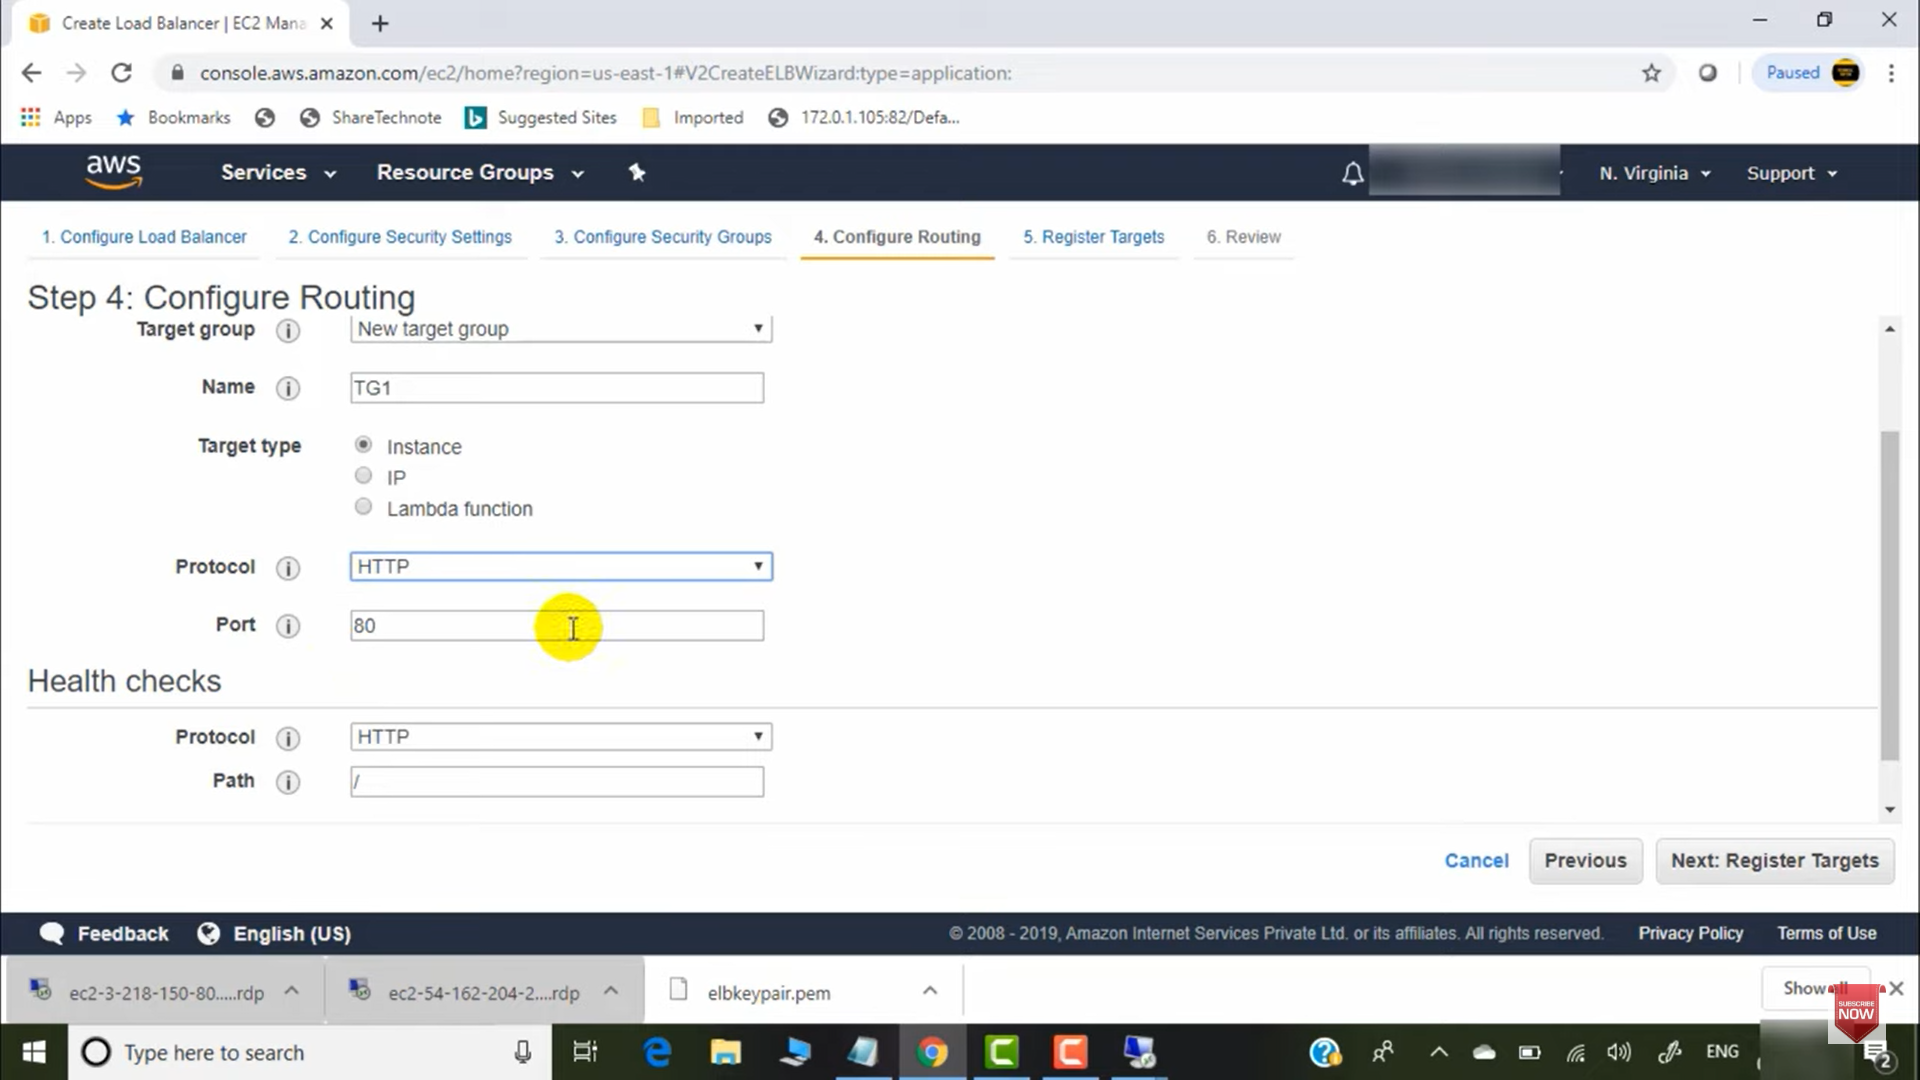 Create Load Balancer | EC2 Mana
console.aws.amazon.com/ec2/home?region=us-east-1#V2CreateELBWizard:type=application:
Paused
Apps
Bookmarks
ShareTechnote
Suggested Sites
Imported
172.0.1.105:82/Defa...
aws
Services
Resource Groups
N. Virginia
Support
1. Configure Load Balancer
2. Configure Security Settings
3. Configure Security Groups
4. Configure Routing
5. Register Targets
6. Review
Step 4: Configure Routing
Target group
New target group
Name
TG1
Target type
Instance
IP
Lambda function
Protocol
HTTP
Port
80
Health checks
Protocol
HTTP
Path
/
Cancel
Previous
Next: Register Targets
Feedback
English (US)
© 2008 - 2019, Amazon Internet Services Private Ltd. or its affiliates. All rights reserved.
Privacy Policy
Terms of Use
ec2-3-218-150-80.....rdp
ec2-54-162-204-2....rdp
elbkeypair.pem
Show all
SUBSCRIBE
NOW
Type here to search
ENG
2